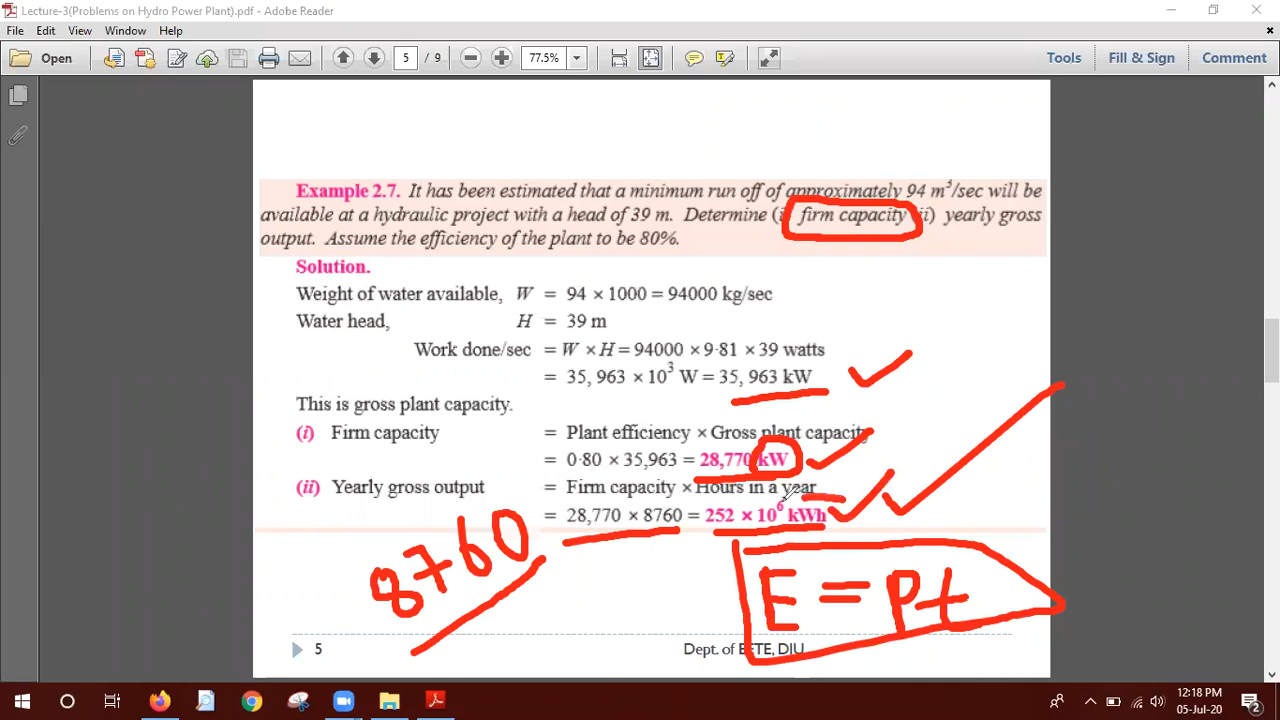 Lecture-3(Problems on Hydro Power Plant).pdf - Adobe Reader
File Edit View Window Help
Open 5 / 9 77.5% Tools Fill & Sign Comment
Example 2.7. It has been estimated that a minimum run off of approximately 94 m³/sec will be
available at a hydraulic project with a head of 39 m. Determine (i) firm capacity (ii) yearly gross
output. Assume the efficiency of the plant to be 80%.
Solution.
Weight of water available, W = 94 × 1000 = 94000 kg/sec
Water head, H = 39 m
Work done/sec = W × H = 94000 × 9·81 × 39 watts
= 35, 963 × 10³ W = 35, 963 kW
This is gross plant capacity.
(i) Firm capacity = Plant efficiency × Gross plant capacity
= 0·80 × 35,963 = 28,770 kW
(ii) Yearly gross output = Firm capacity × Hours in a year
= 28,770 × 8760 = 252 × 10⁶ kWh
8760
E = Pt
5 Dept. of EETE, DIU
12:18 PM
05-Jul-20
2